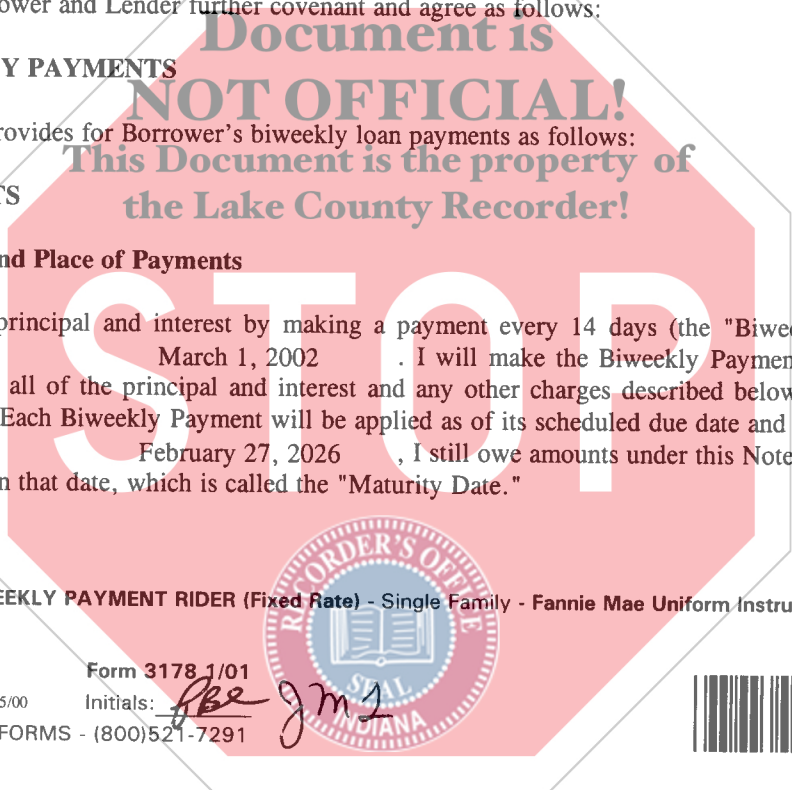 ower and Lender further covenant and agree as follows:
Document is
Y PAYMENTS
NOT OFFICIAL!
rovides for Borrower's biweekly loan payments as follows:
This Document is the property of
TS
the Lake County Recorder!
nd Place of Payments
STOP
principal and interest by making a payment every 14 days (the "Biwee
March 1, 2002 . I will make the Biweekly Paymen
all of the principal and interest and any other charges described below
Each Biweekly Payment will be applied as of its scheduled due date and
February 27, 2026 , I still owe amounts under this Note
n that date, which is called the "Maturity Date."
RECORDER'S OFFICE
EEKLY PAYMENT RIDER (Fixed Rate) - Single Family - Fannie Mae Uniform Instru
SEAL
INDIANA
Form 3178 1/01
5/00 Initials: JMS
FORMS - (800)521-7291